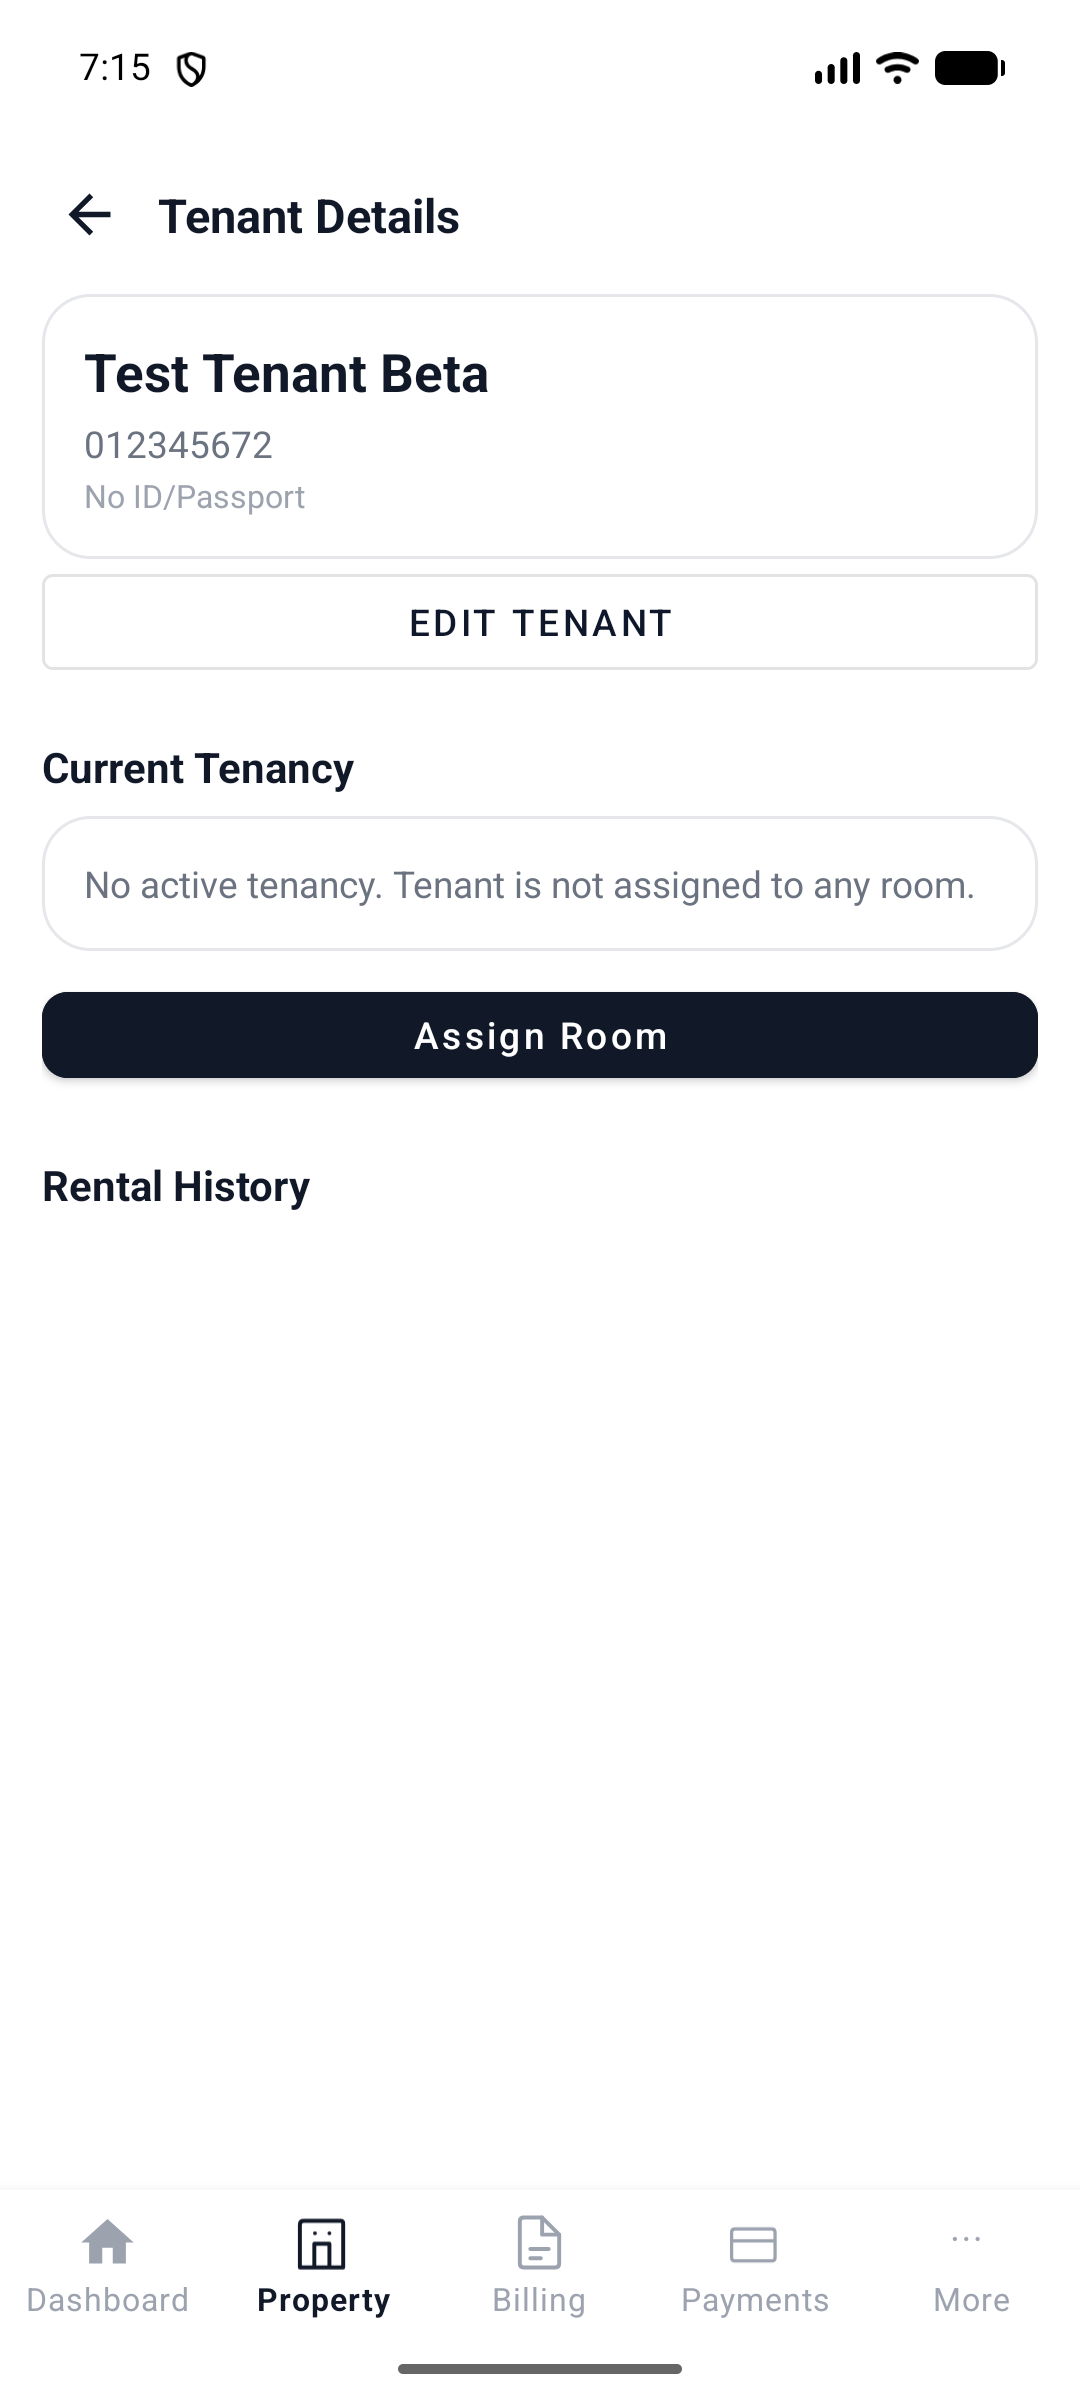 7:15
Tenant Details
Test Tenant Beta
012345672
No ID/Passport
EDIT TENANT
Current Tenancy
No active tenancy. Tenant is not assigned to any room.
Assign Room
Rental History
Dashboard
Property
Billing
Payments
More